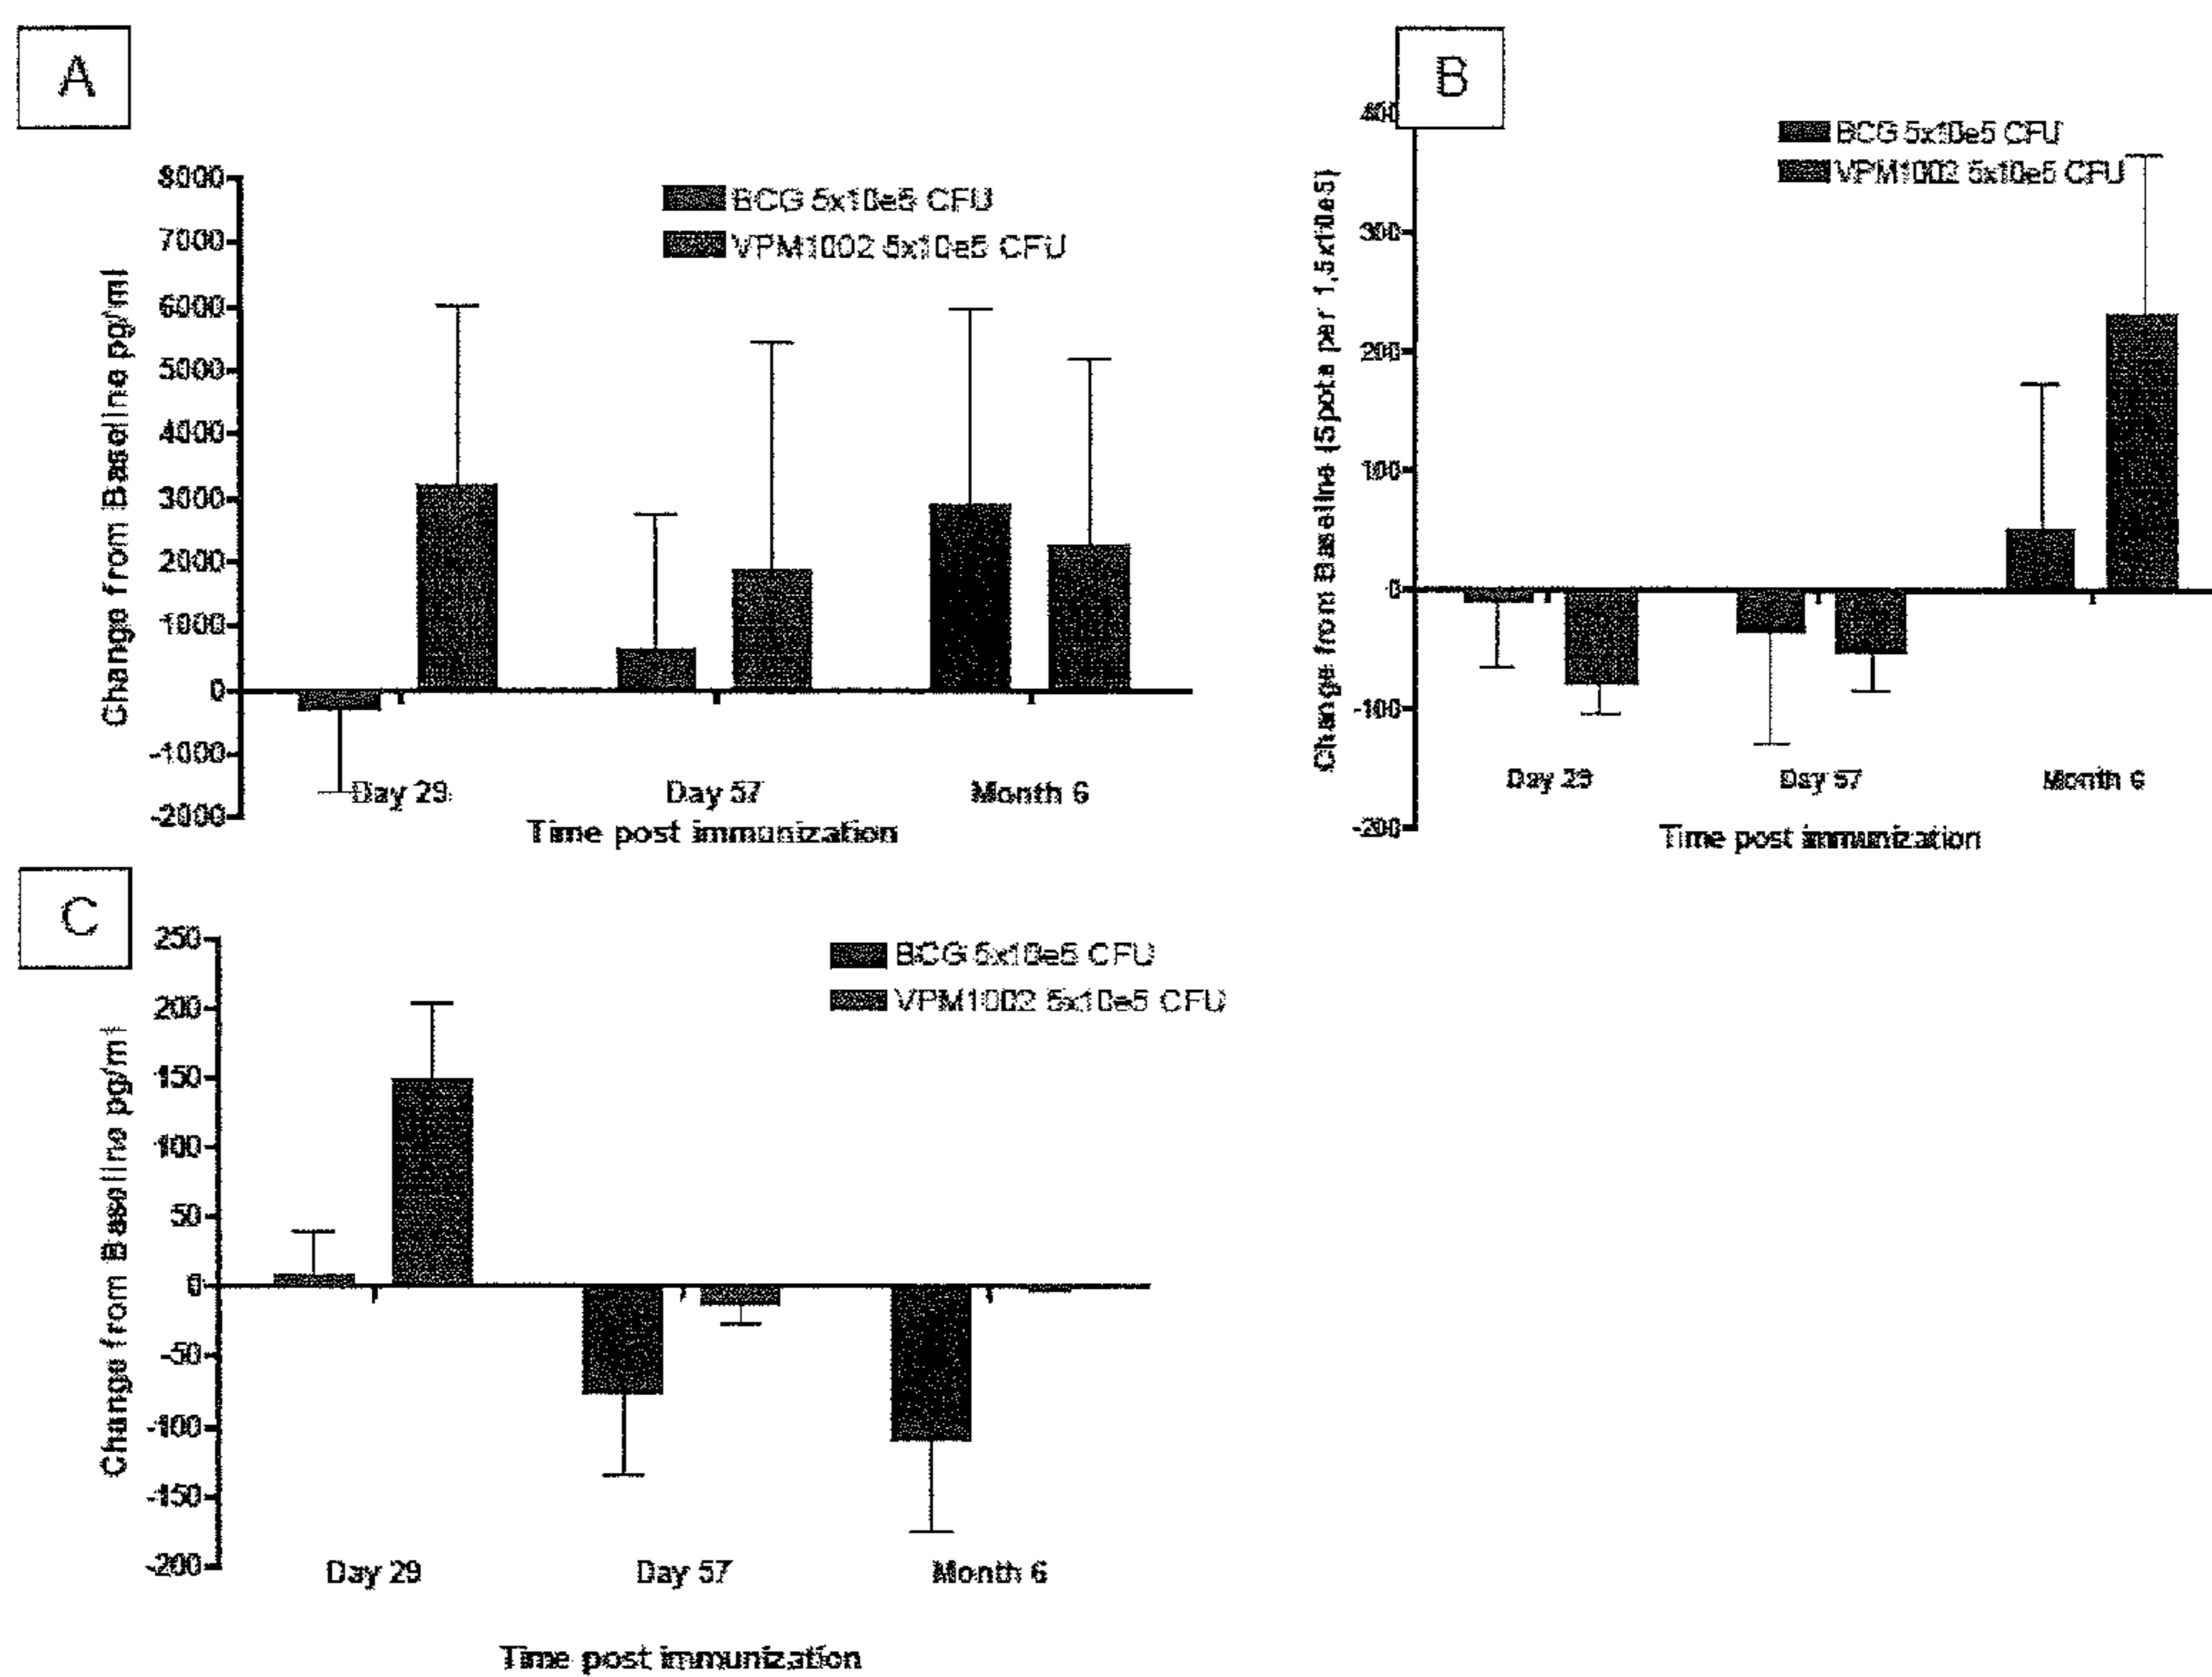 A
8000
7000
6000
5000
4000
3000
2000
1000
0
-1000
-2000
Change from Baseline pg/ml
BCG 5x10e5 CFU
VPM1002 5x10e5 CFU
Day 29
Day 57
Month 6
Time post immunization
B
400
300
200
100
0
-100
-200
Change from Baseline (Spots per 1,5x10e5)
BCG 5x10e5 CFU
VPM1002 5x10e5 CFU
Day 29
Day 57
Month 6
Time post immunization
C
250
200
150
100
50
0
-50
-100
-150
-200
Change from Baseline pg/ml
BCG 5x10e5 CFU
VPM1002 5x10e5 CFU
Day 29
Day 57
Month 6
Time post immunization